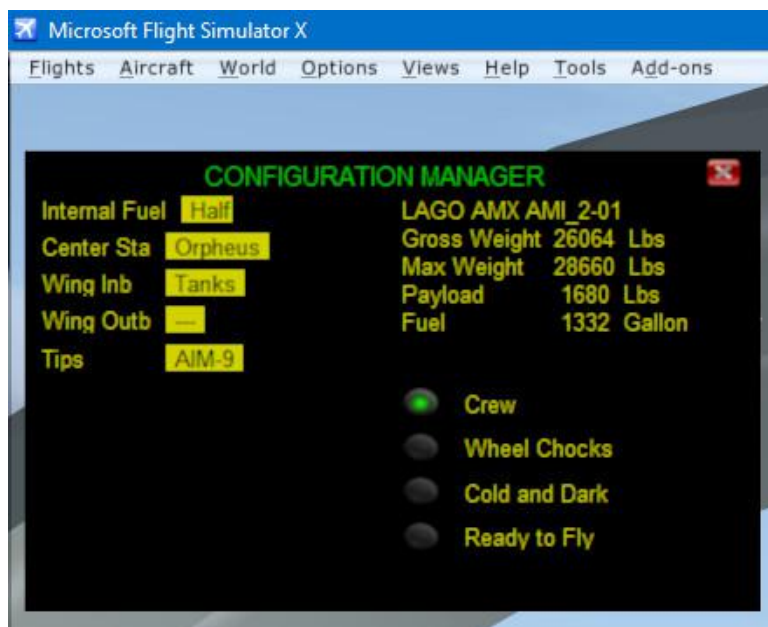 Microsoft Flight Simulator X
Flights Aircraft World Options Views Help Tools Add-ons
CONFIGURATION MANAGER
Internal Fuel Half
Center Sta Orpheus
Wing Inb Tanks
Wing Outb ---
Tips AIM-9
LAGO AMX AMI_2-01
Gross Weight 26064 Lbs
Max Weight 28660 Lbs
Payload 1680 Lbs
Fuel 1332 Gallon
Crew
Wheel Chocks
Cold and Dark
Ready to Fly